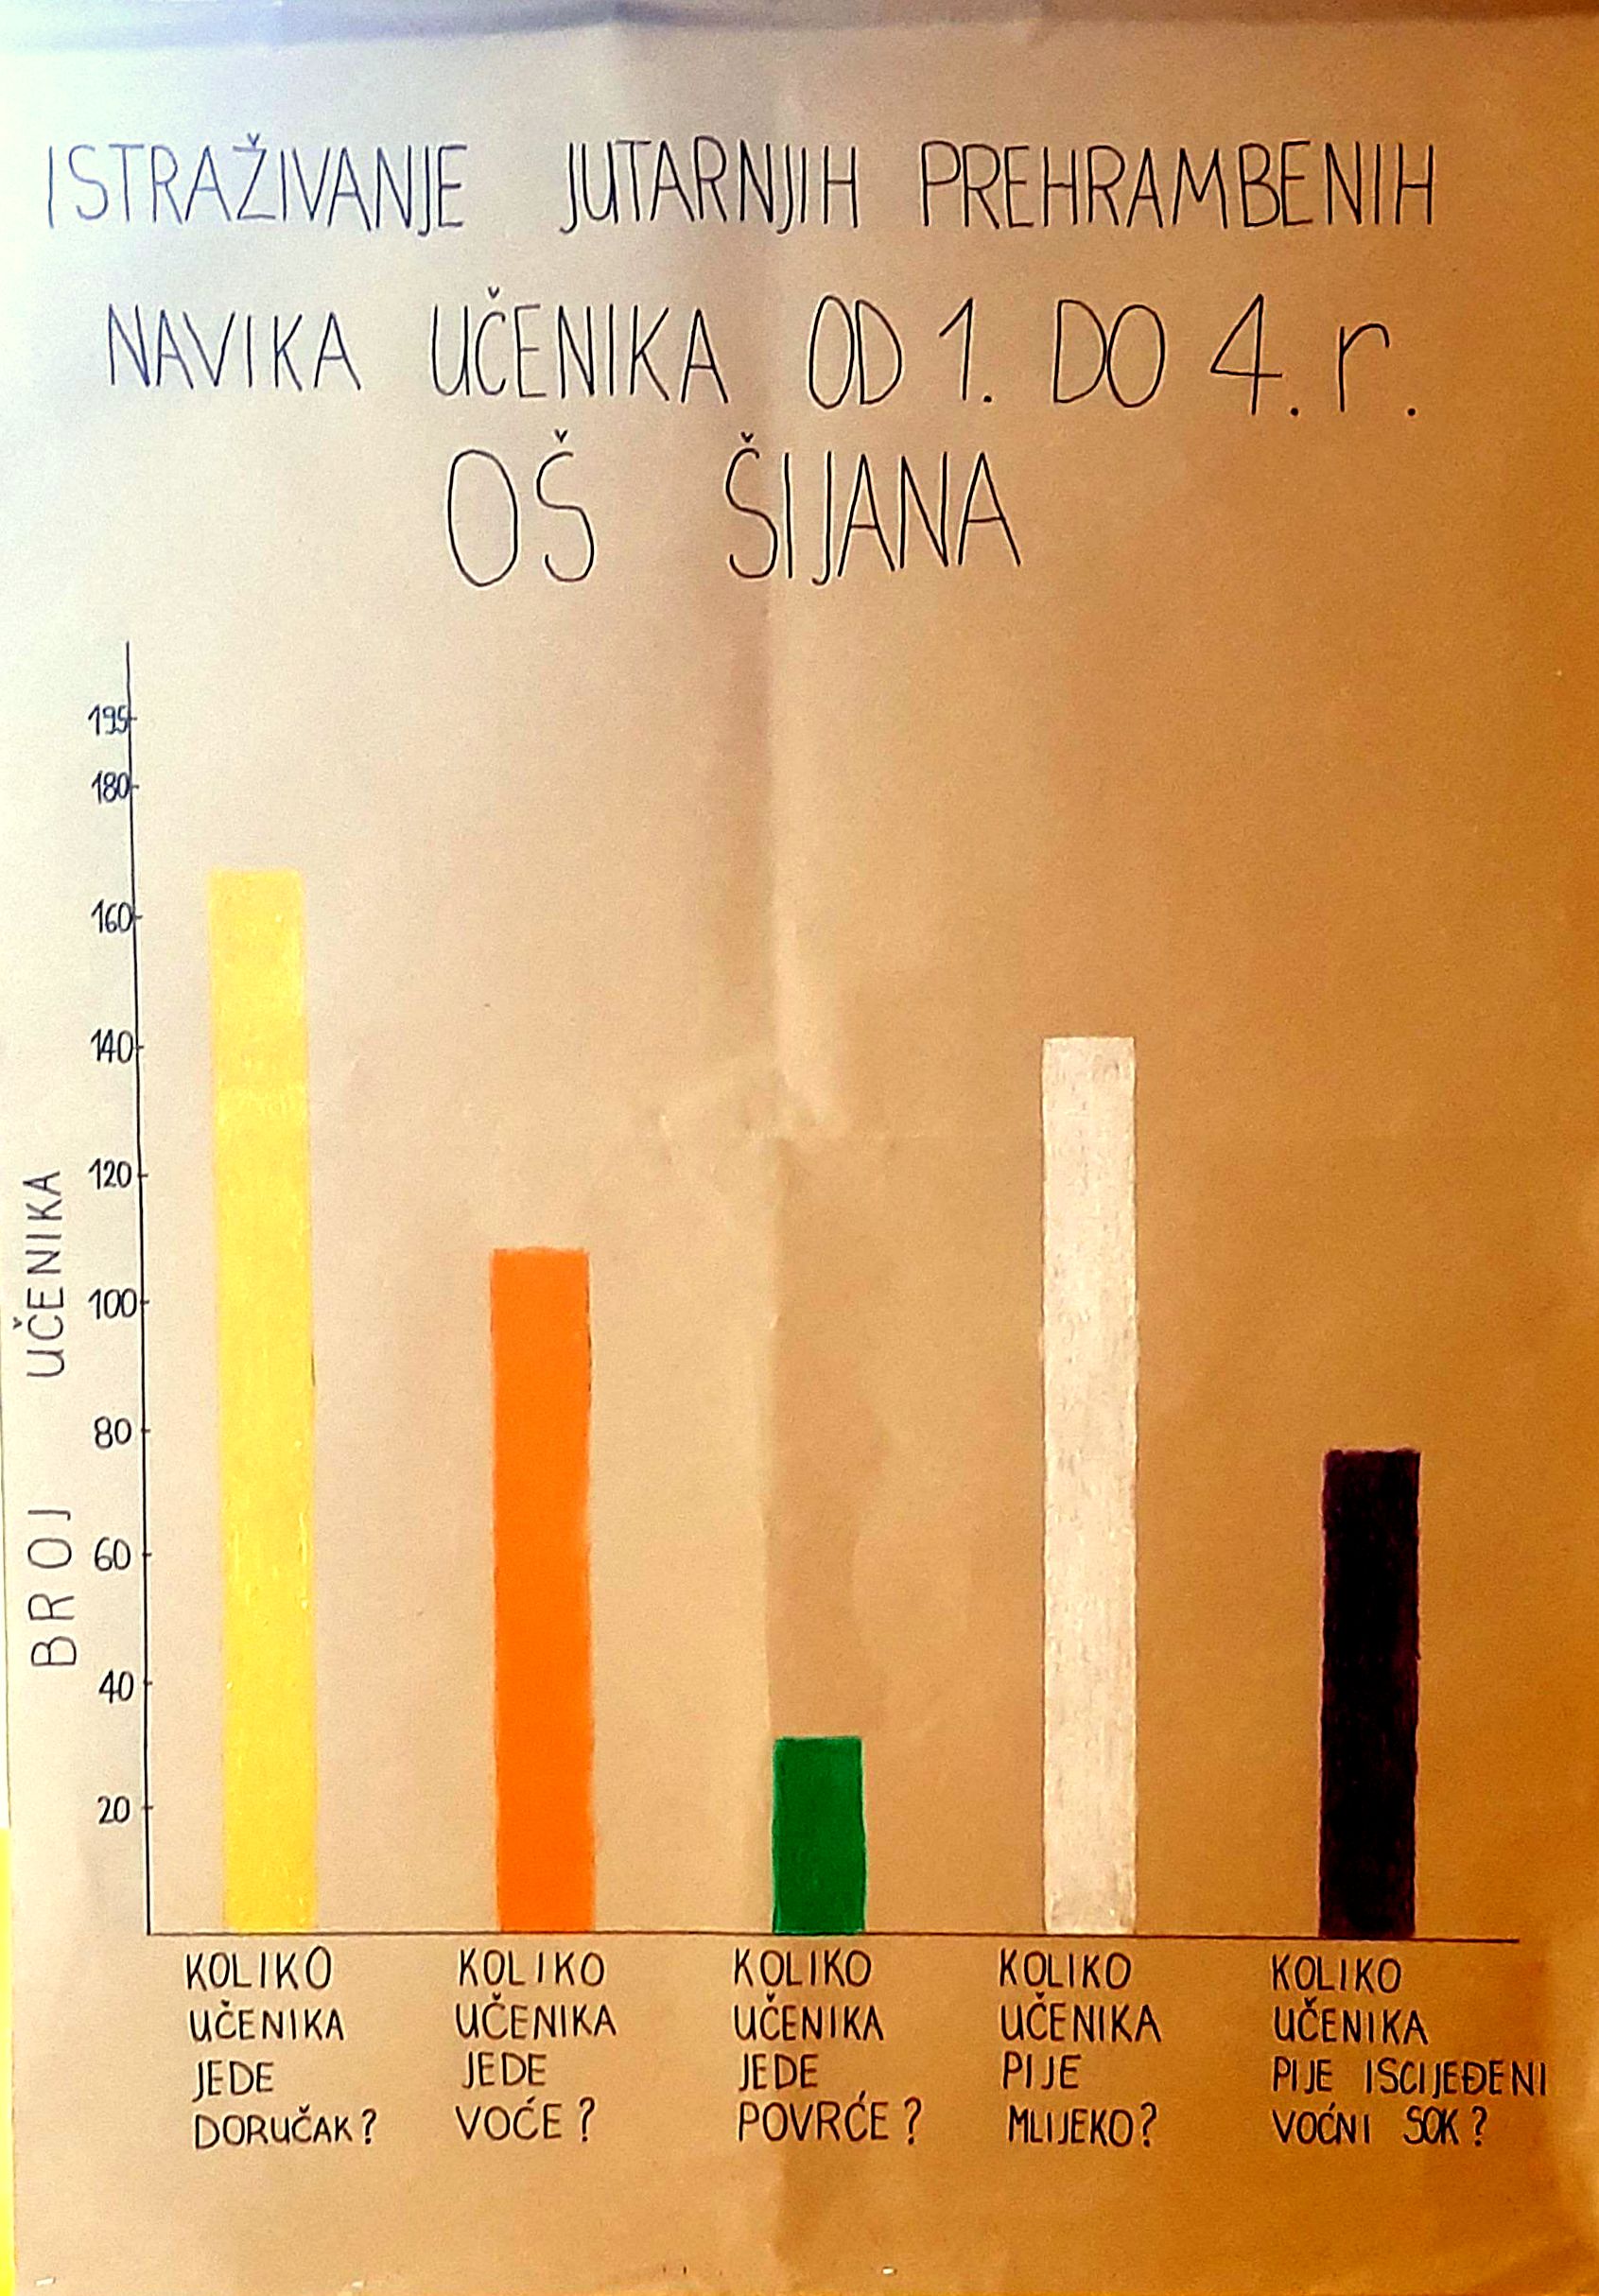 ISTRAŽIVANJE JUTARNJIH PREHRAMBENIH
NAVIKA UČENIKA OD 1. DO 4. r.
OŠ ŠIJANA
195
180
160
140
120
100
80
60
40
20
BROJ UČENIKA
KOLIKO
UČENIKA
JEDE
DORUČAK?
KOLIKO
UČENIKA
JEDE
VOĆE?
KOLIKO
UČENIKA
JEDE
POVRĆE?
KOLIKO
UČENIKA
PIJE
MLIJEKO?
KOLIKO
UČENIKA
PIJE ISCIJEĐENI
VOĆNI SOK?